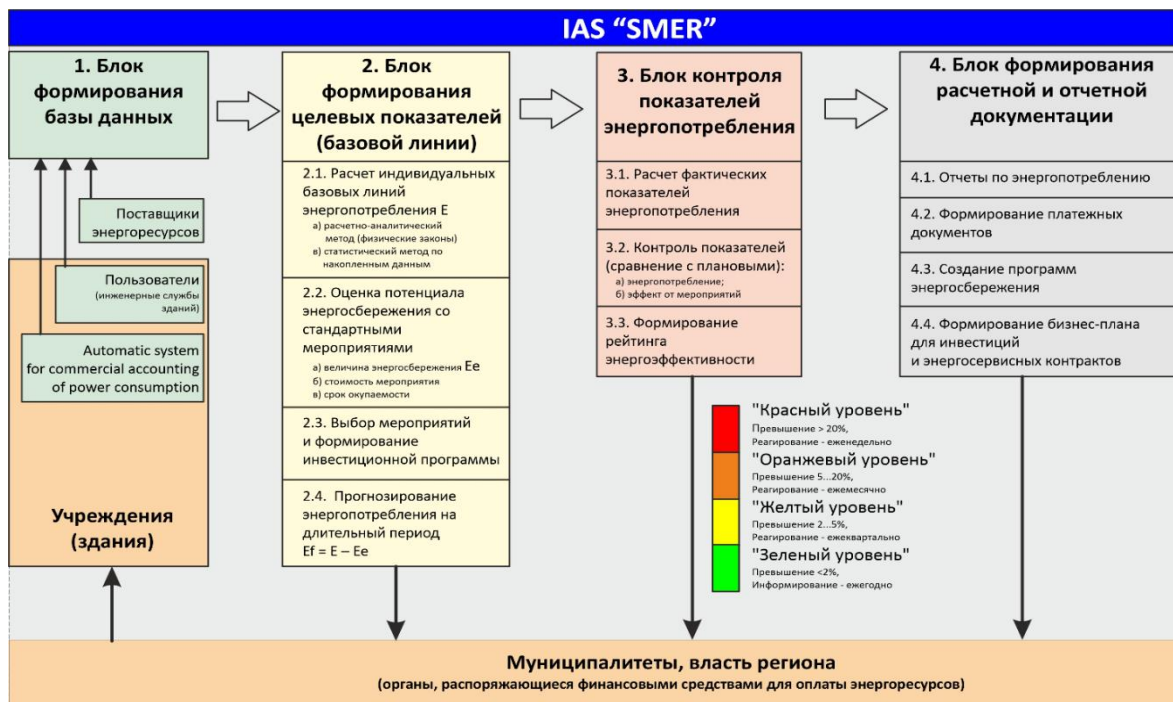 IAS “SMER”
1. Блок
формирования
базы данных
Поставщики
энергоресурсов
Пользователи
(инженерные службы
зданий)
Automatic system
for commercial accounting
of power consumption
Учреждения
(здания)
2. Блок
формирования
целевых показателей
(базовой линии)
2.1. Расчет индивидуальных
базовых линий
энергопотребления E
а) расчетно-аналитический
метод (физические законы)
в) статистический метод по
накопленным данным
2.2. Оценка потенциала
энергосбережения со
стандартными
мероприятиями
а) величина энергосбережения Ee
б) стоимость мероприятия
в) срок окупаемости
2.3. Выбор мероприятий
и формирование
инвестиционной программы
2.4. Прогнозирование
энергопотребления на
длительный период
Ef = E – Ee
3. Блок контроля
показателей
энергопотребления
3.1. Расчет фактических
показателей
энергопотребления
3.2. Контроль показателей
(сравнение с плановыми):
а) энергопотребление;
б) эффект от мероприятий
3.3. Формирование
рейтинга
энергоэффективности
"Красный уровень"
Превышение > 20%,
Реагирование - еженедельно
"Оранжевый уровень"
Превышение 5...20%,
Реагирование - ежемесячно
"Желтый уровень"
Превышение 2...5%,
Реагирование - ежеквартально
"Зеленый уровень"
Превышение <2%,
Информирование - ежегодно
4. Блок формирования
расчетной и отчетной
документации
4.1. Отчеты по энергопотреблению
4.2. Формирование платежных
документов
4.3. Создание программ
энергосбережения
4.4. Формирование бизнес-плана
для инвестиций
и энергосервисных контрактов
Муниципалитеты, власть региона
(органы, распоряжающиеся финансовыми средствами для оплаты энергоресурсов)